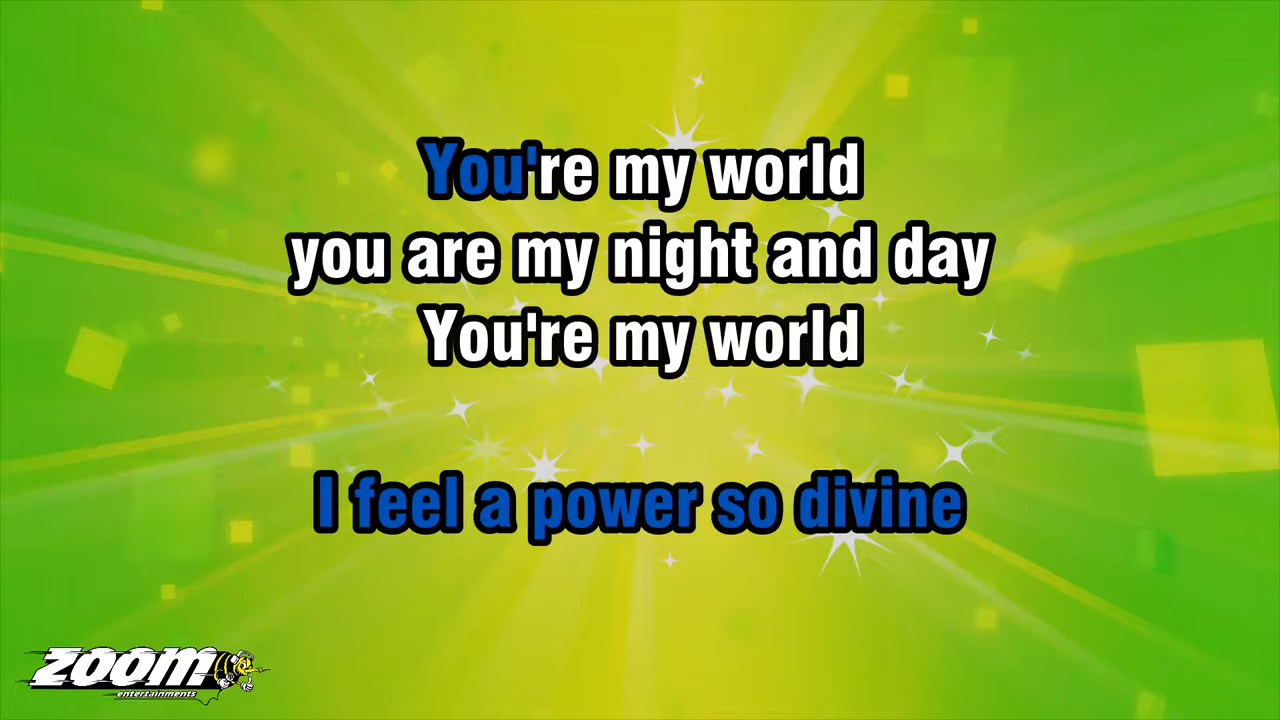 You're my world
you are my night and day
You're my world
I feel a power so divine
zoom
entertainments